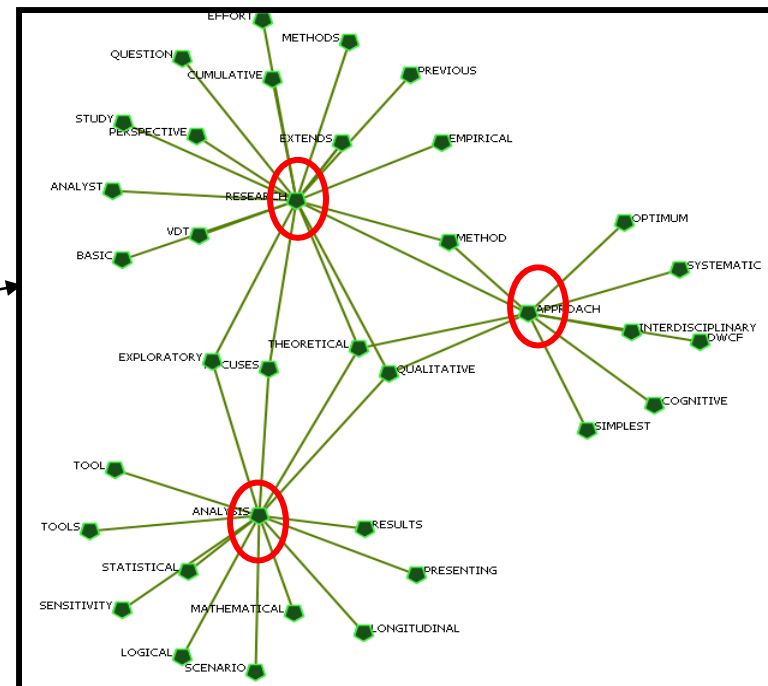 EFFORT
METHODS
QUESTION
PREVIOUS
CUMULATIVE
STUDY
PERSPECTIVE
EXTENDS
EMPIRICAL
ANALYST
RESEARCH
VDT
BASIC
METHOD
OPTIMUM
SYSTEMATIC
APPROACH
INTERDISCIPLINARY
DWCF
THEORETICAL
EXPLORATORY
CUSES
QUALITATIVE
COGNITIVE
SIMPLEST
TOOL
ANALYSIS
TOOLS
RESULTS
STATISTICAL
PRESENTING
SENSITIVITY
MATHEMATICAL
LONGITUDINAL
LOGICAL
SCENARIO